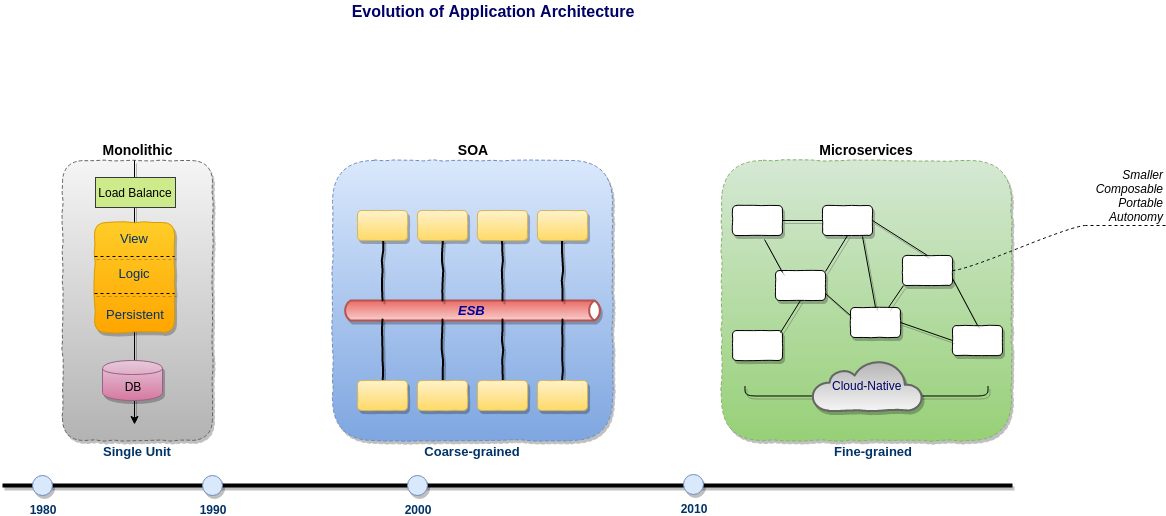 Evolution of Application Architecture
Monolithic
Load Balance
View
Logic
Persistent
DB
Single Unit
SOA
ESB
Coarse-grained
Microservices
Cloud-Native
Fine-grained
Smaller
Composable
Portable
Autonomy
1980
1990
2000
2010